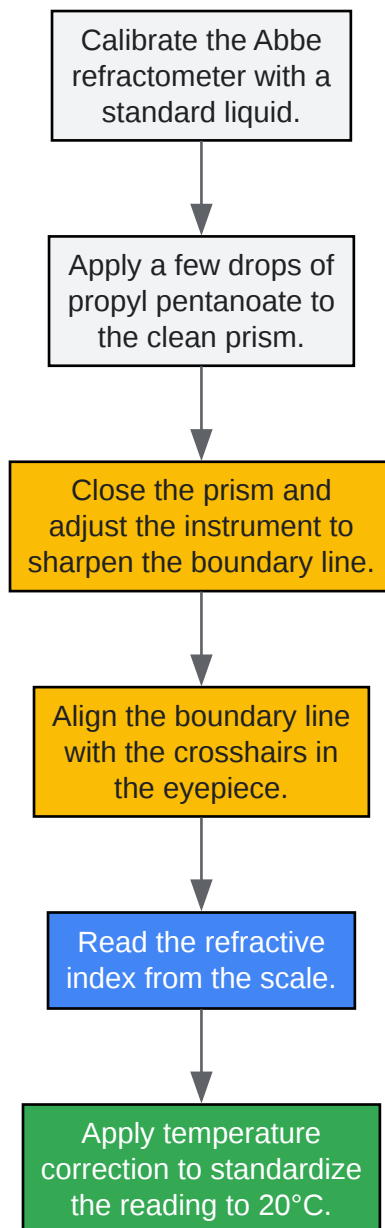 Calibrate the Abbe
refractometer with a
standard liquid.
Apply a few drops of
propyl pentanoate to
the clean prism.
Close the prism and
adjust the instrument to
sharpen the boundary line.
Align the boundary line
with the crosshairs in
the eyepiece.
Read the refractive
index from the scale.
Apply temperature
correction to standardize
the reading to 20°C.